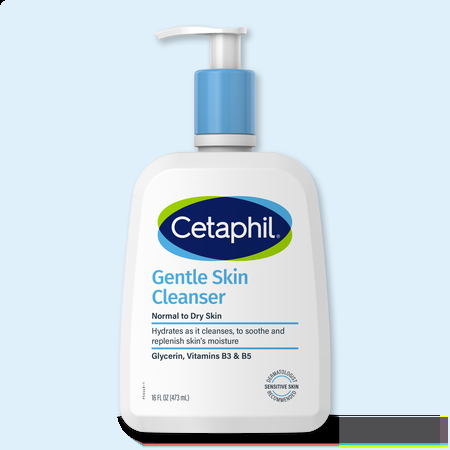 Cetaphil®
Gentle Skin
Cleanser
Normal to Dry Skin
Hydrates as it cleanses, to soothe and
replenish skin's moisture
Glycerin, Vitamins B3 & B5
DERMATOLOGIST
SENSITIVE SKIN
RECOMMENDED
16 FL OZ (473 mL)